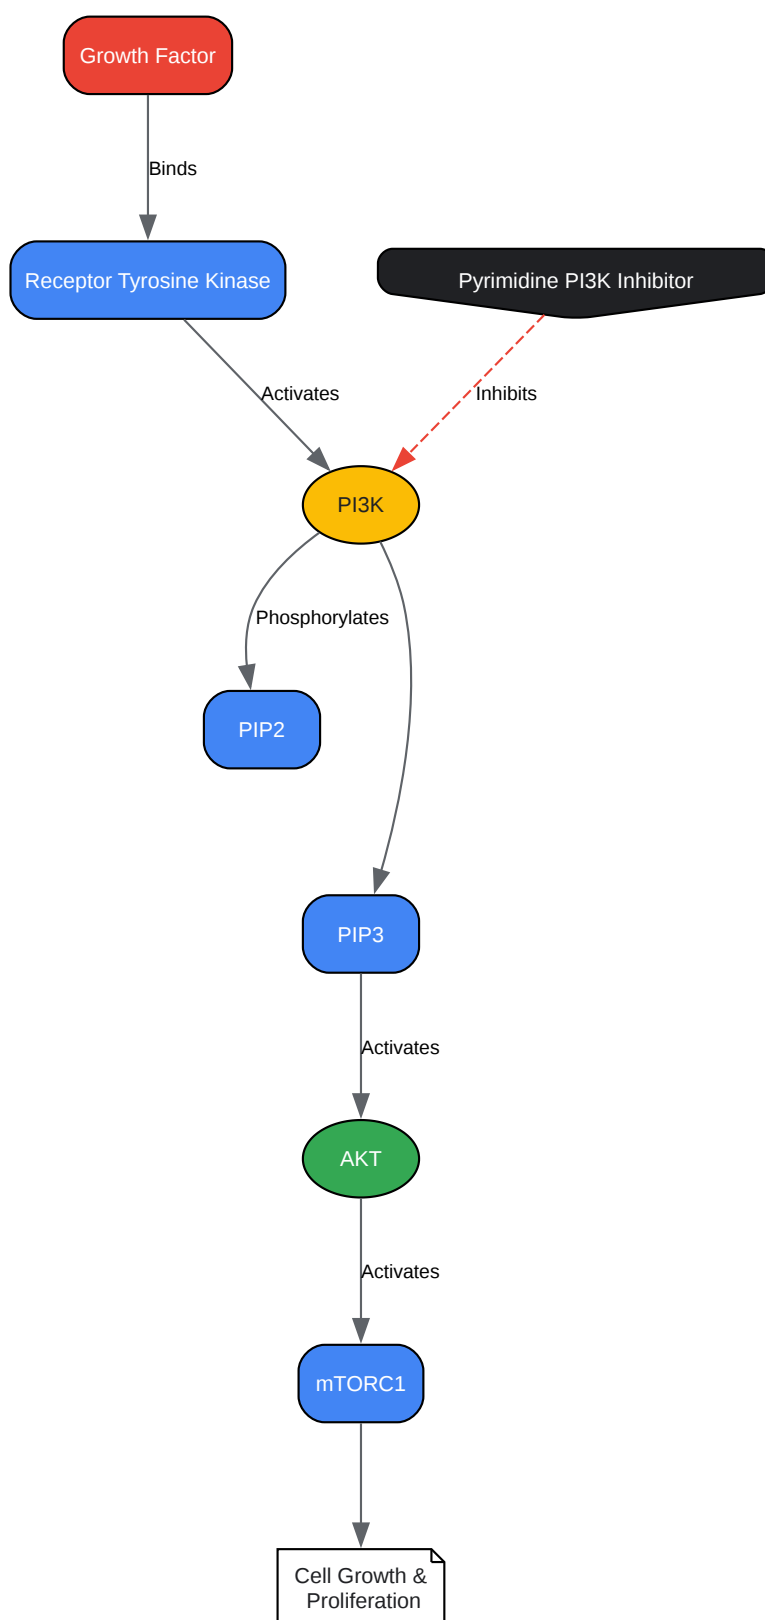 Growth Factor
Binds
Receptor Tyrosine Kinase
Pyrimidine PI3K Inhibitor
Activates
Inhibits
PI3K
Phosphorylates
PIP2
PIP3
Activates
AKT
Activates
mTORC1
Cell Growth &
Proliferation